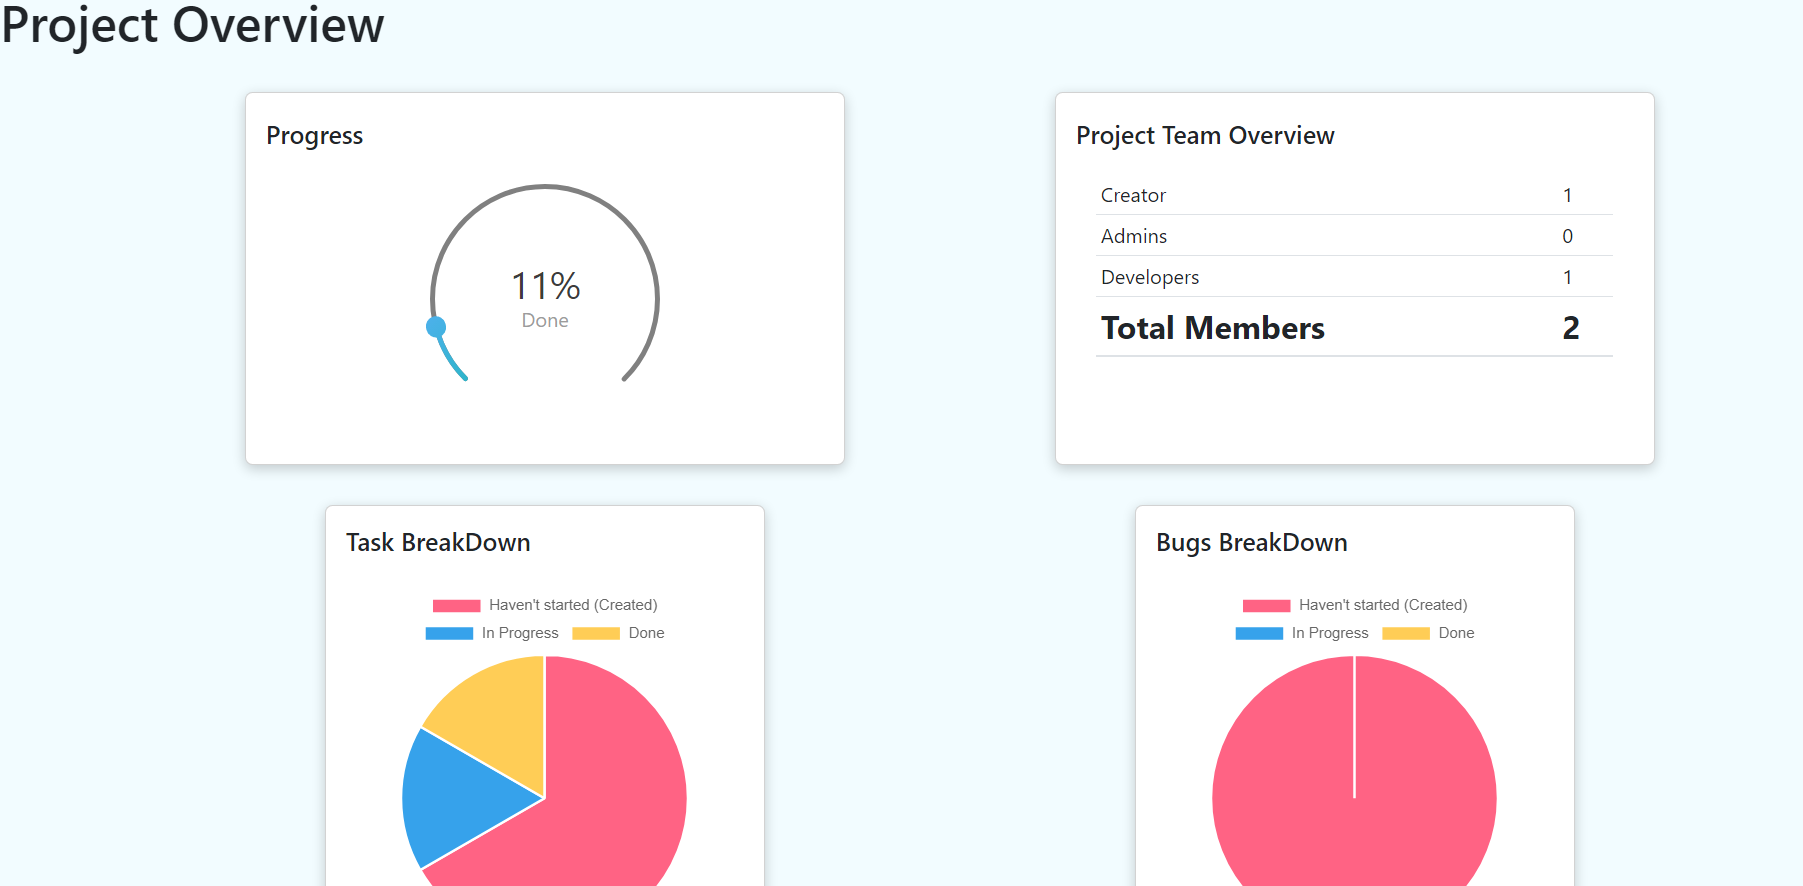 Project Overview
Progress
11%
Done
Project Team Overview
Creator 1
Admins 0
Developers 1
Total Members 2
Task BreakDown
Haven't started (Created)
In Progress Done
Bugs BreakDown
Haven't started (Created)
In Progress Done